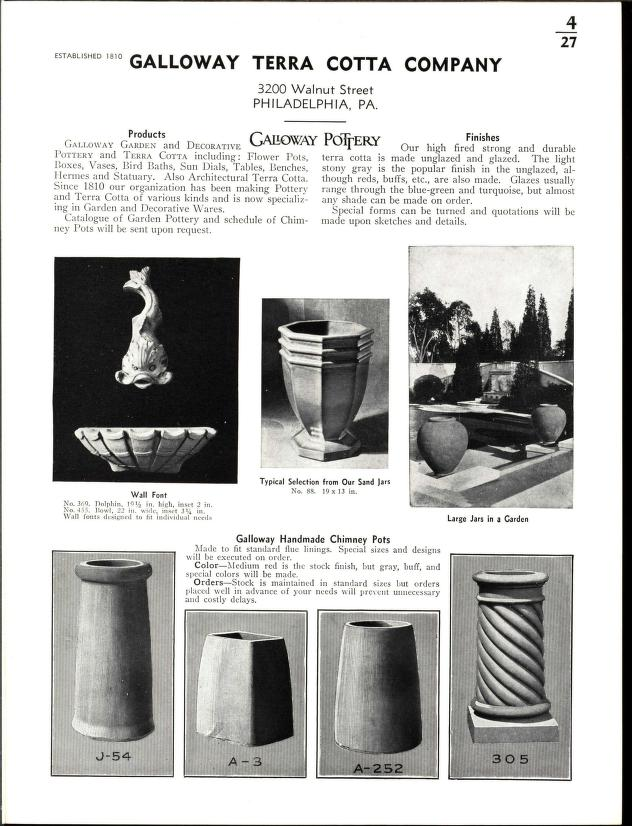 4
27
ESTABLISHED 1810 GALLOWAY TERRA COTTA COMPANY
3200 Walnut Street
PHILADELPHIA, PA.
GALLOWAY POTTERY
Products
GALLOWAY GARDEN and DECORATIVE
POTTERY and TERRA COTTA including: Flower Pots,
Boxes, Vases, Bird Baths, Sun Dials, Tables, Benches,
Hermes and Statuary. Also Architectural Terra Cotta.
Since 1810 our organization has been making Pottery
and Terra Cotta of various kinds and is now specializ-
ing in Garden and Decorative Wares.
Catalogue of Garden Pottery and schedule of Chim-
ney Pots will be sent upon request.
Finishes
Our high fired strong and durable
terra cotta is made unglazed and glazed. The light
stony gray is the popular finish in the unglazed, al-
though reds, buffs, etc., are also made. Glazes usually
range through the blue-green and turquoise, but almost
any shade can be made on order.
Special forms can be turned and quotations will be
made upon sketches and details.
Wall Font
No. 369. Dolphin, 19½ in. high, inset 2 in.
No. 455. Bowl, 22 in. wide, inset 3¼ in.
Wall fonts designed to fit individual needs
Typical Selection from Our Sand Jars
No. 88. 19 x 13 in.
Large Jars in a Garden
Galloway Handmade Chimney Pots
Made to fit standard flue linings. Special sizes and designs
will be executed on order.
Color—Medium red is the stock finish, but gray, buff, and
special colors will be made.
Orders—Stock is maintained in standard sizes but orders
placed well in advance of your needs will prevent unnecessary
and costly delays.
J-54
A-3
A-252
305